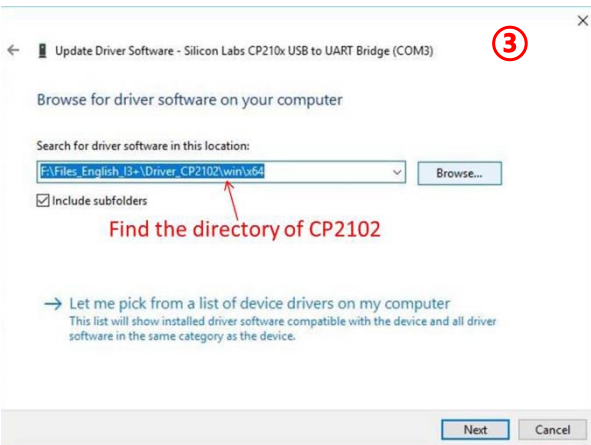 ③
Update Driver Software - Silicon Labs CP210x USB to UART Bridge (COM3)
Browse for driver software on your computer
Search for driver software in this location:
F:\Files_English_I3+\Driver_CP2102\win\x64
Browse...
Include subfolders
Find the directory of CP2102
Let me pick from a list of device drivers on my computer
This list will show installed driver software compatible with the device and all driver
software in the same category as the device.
Next
Cancel